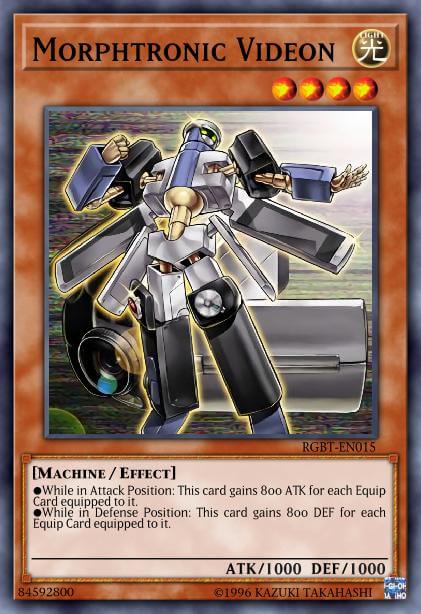 MORPHTRONIC VIDEON
LIGHT
光
RGBT-EN015
[MACHINE / EFFECT]
●While in Attack Position: This card gains 800 ATK for each Equip
Card equipped to it.
●While in Defense Position: This card gains 800 DEF for each
Equip Card equipped to it.
ATK/1000 DEF/1000
84592800
©1996 KAZUKI TAKAHASHI